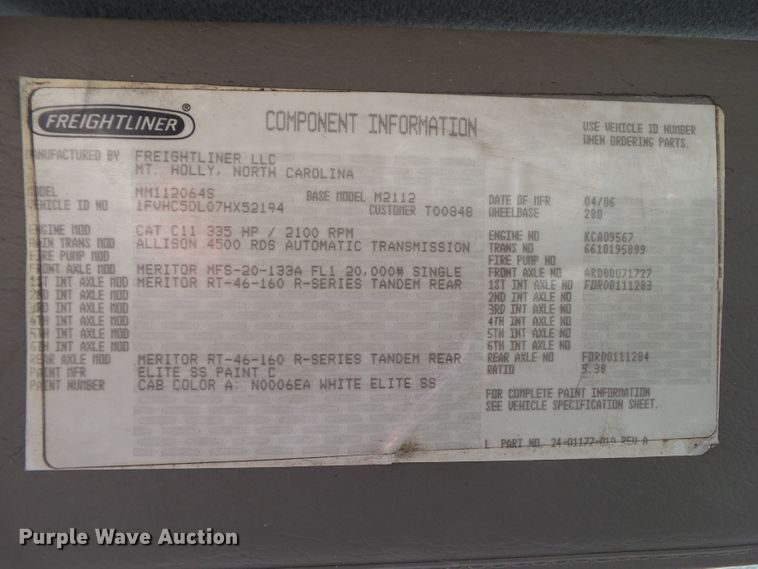 FREIGHTLINER ®
COMPONENT INFORMATION
USE VEHICLE ID NUMBER
WHEN ORDERING PARTS.
MANUFACTURED BY FREIGHTLINER LLC
MT. HOLLY, NORTH CAROLINA
MODEL MM112064S BASE MODEL M2112 DATE OF MFR 04/06
VEHICLE ID NO 1FVHC5DL07HX52194 CUSTOMER T00848 WHEELBASE 280
ENGINE MOD CAT C11 335 HP / 2100 RPM ENGINE NO KCA09567
MAIN TRANS MOD ALLISON 4500 RDS AUTOMATIC TRANSMISSION TRANS NO 6610195899
FIRE PUMP MOD FIRE PUMP NO
FRONT AXLE MOD MERITOR MFS-20-133A FL1 20,000# SINGLE FRONT AXLE NO ARD00071727
1ST INT AXLE MOD MERITOR RT-46-160 R-SERIES TANDEM REAR 1ST INT AXLE NO FDR00111283
2ND INT AXLE MOD 2ND INT AXLE NO
3RD INT AXLE MOD 3RD INT AXLE NO
4TH INT AXLE MOD 4TH INT AXLE NO
5TH INT AXLE MOD 5TH INT AXLE NO
6TH INT AXLE MOD 6TH INT AXLE NO
REAR AXLE MOD MERITOR RT-46-160 R-SERIES TANDEM REAR REAR AXLE NO FDR00111284
PAINT MFR ELITE SS PAINT C RATIO 5.38
PAINT NUMBER CAB COLOR A: N0006EA WHITE ELITE SS
FOR COMPLETE PAINT INFORMATION
SEE VEHICLE SPECIFICATION SHEET.
L PART NO. 24-01177-010 REV A
Purple Wave Auction